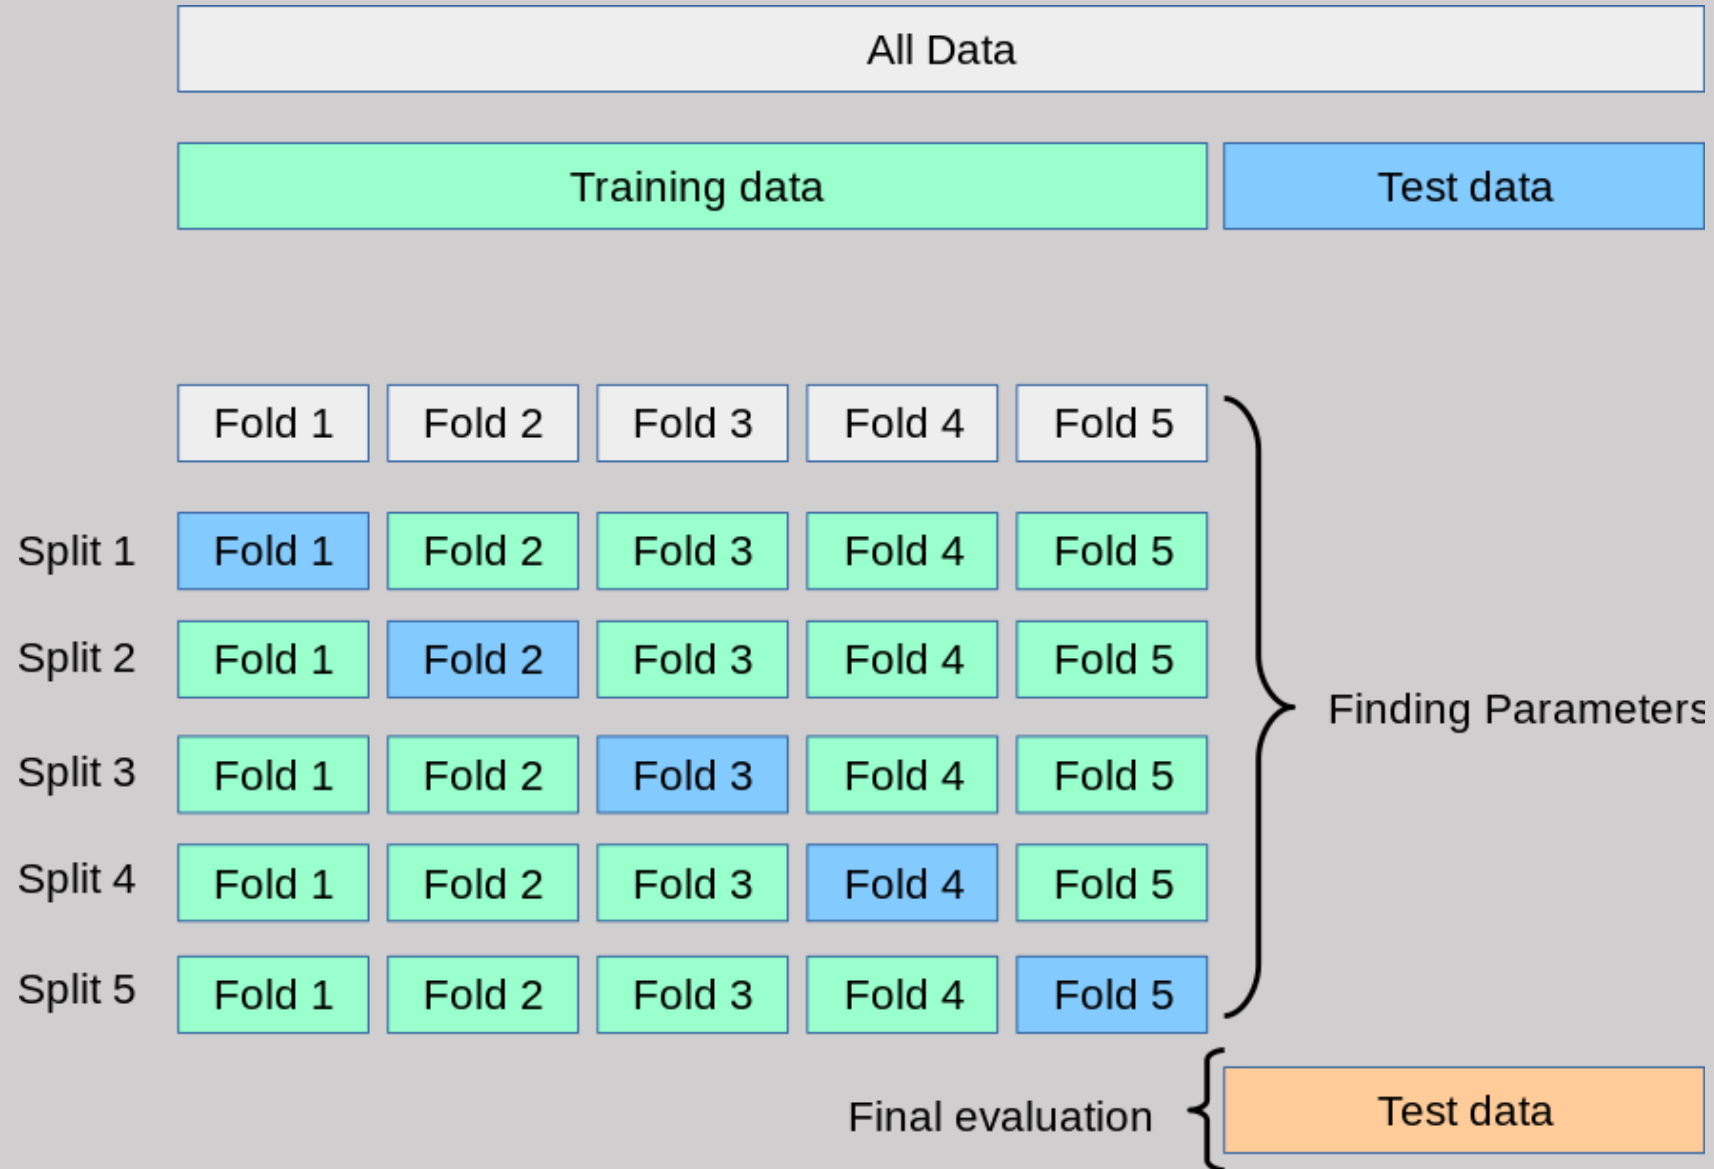 All Data
Training data Test data
Fold 1 Fold 2 Fold 3 Fold 4 Fold 5
Split 1 Fold 1 Fold 2 Fold 3 Fold 4 Fold 5
Split 2 Fold 1 Fold 2 Fold 3 Fold 4 Fold 5
Finding Parameters
Split 3 Fold 1 Fold 2 Fold 3 Fold 4 Fold 5
Split 4 Fold 1 Fold 2 Fold 3 Fold 4 Fold 5
Split 5 Fold 1 Fold 2 Fold 3 Fold 4 Fold 5
Final evaluation Test data